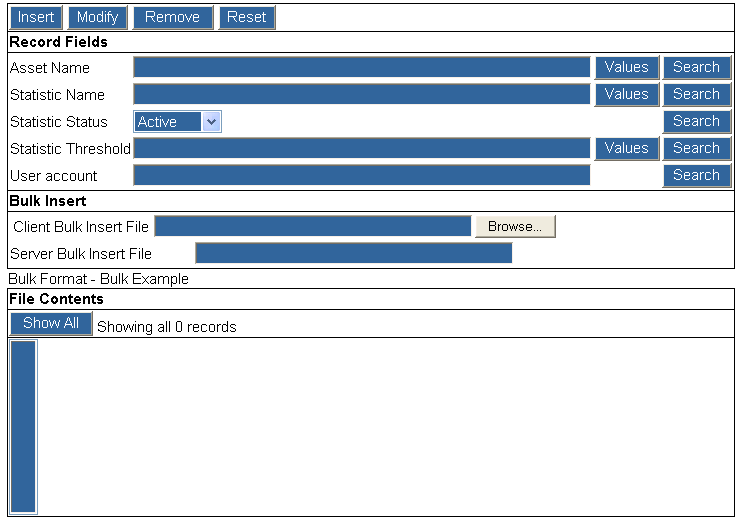 Insert Modify Remove Reset
Record Fields
Asset Name Values Search
Statistic Name Values Search
Statistic Status Active Search
Statistic Threshold Values Search
User account Search
Bulk Insert
Client Bulk Insert File Browse...
Server Bulk Insert File
Bulk Format - Bulk Example
File Contents
Show All Showing all 0 records